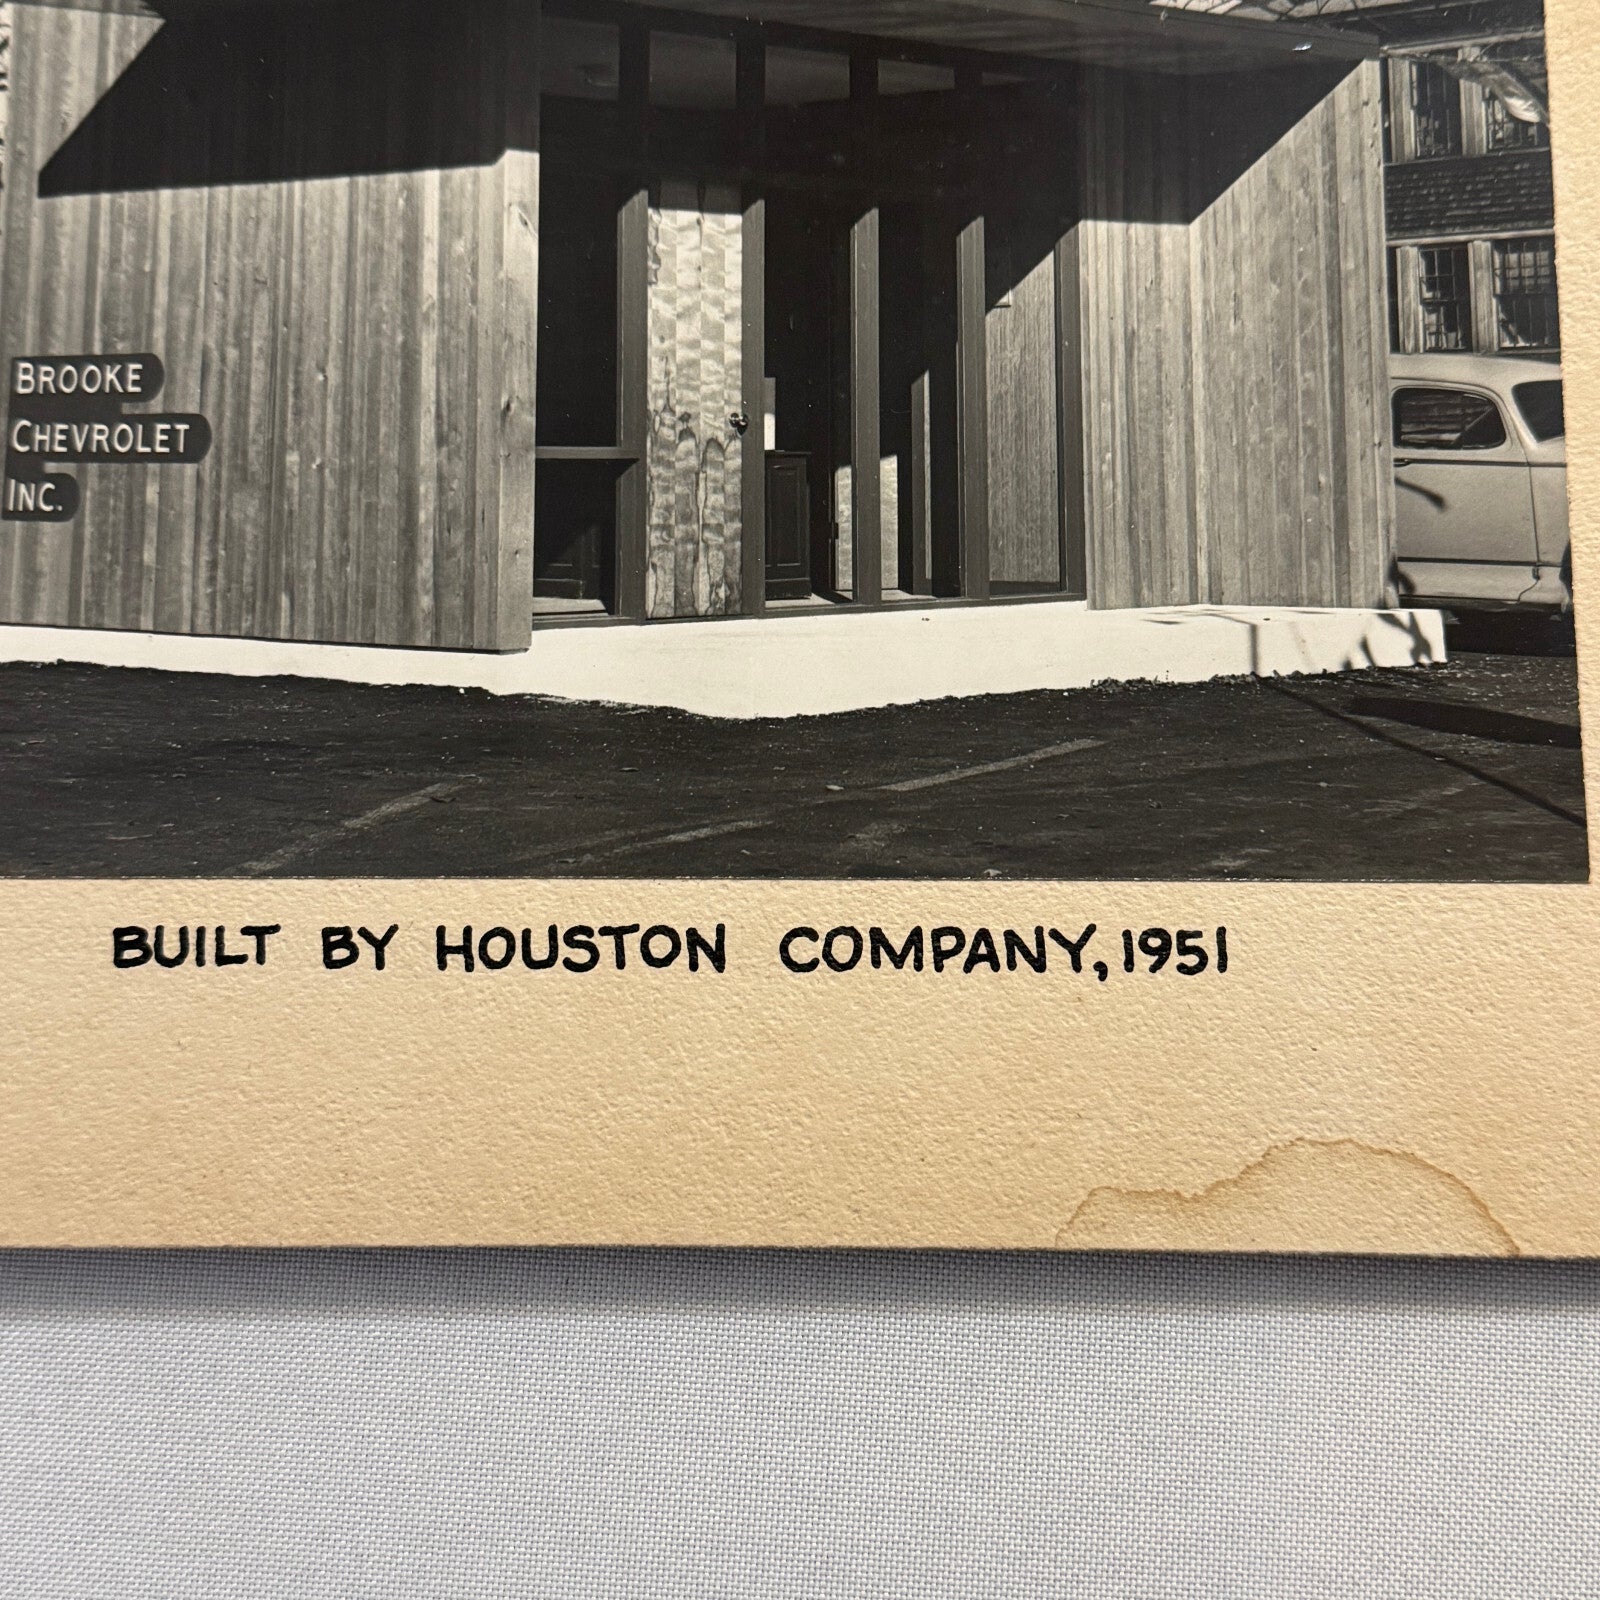 BROOKE
CHEVROLET
INC.
BUILT BY HOUSTON COMPANY, 1951